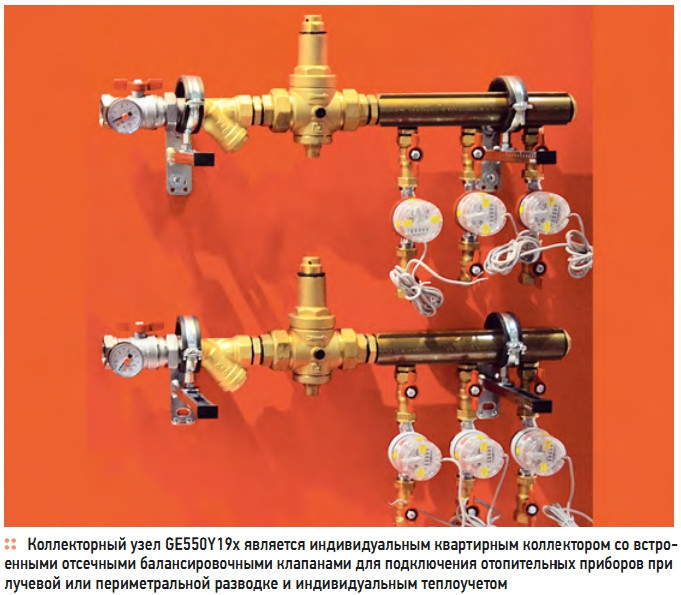 Коллекторный узел GE550Y19x является индивидуальным квартирным коллектором со встро-
енными отсечными балансировочными клапанами для подключения отопительных приборов при
лучевой или периметральной разводке и индивидуальным теплоучетом